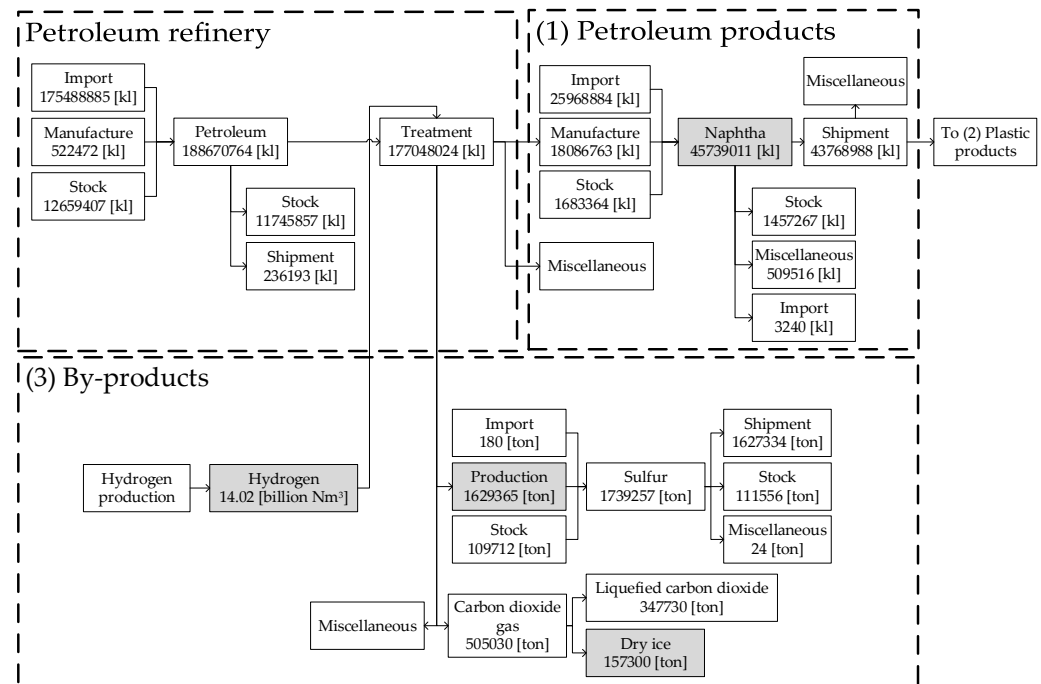 Petroleum refinery
Import
175488885 [kl]
Manufacture
522472 [kl]
Stock
12659407 [kl]
Petroleum
188670764 [kl]
Stock
11745857 [kl]
Shipment
236193 [kl]
Treatment
177048024 [kl]
(1) Petroleum products
Import
25968884 [kl]
Manufacture
18086763 [kl]
Stock
1683364 [kl]
Miscellaneous
Naphtha
45739011 [kl]
Miscellaneous
Shipment
43768988 [kl]
Stock
1457267 [kl]
Miscellaneous
509516 [kl]
Import
3240 [kl]
To (2) Plastic
products
(3) By-products
Hydrogen
production
Hydrogen
14.02 [billion Nm³]
Import
180 [ton]
Production
1629365 [ton]
Stock
109712 [ton]
Sulfur
1739257 [ton]
Shipment
1627334 [ton]
Stock
111556 [ton]
Miscellaneous
24 [ton]
Miscellaneous
Carbon dioxide
gas
505030 [ton]
Liquefied carbon dioxide
347730 [ton]
Dry ice
157300 [ton]